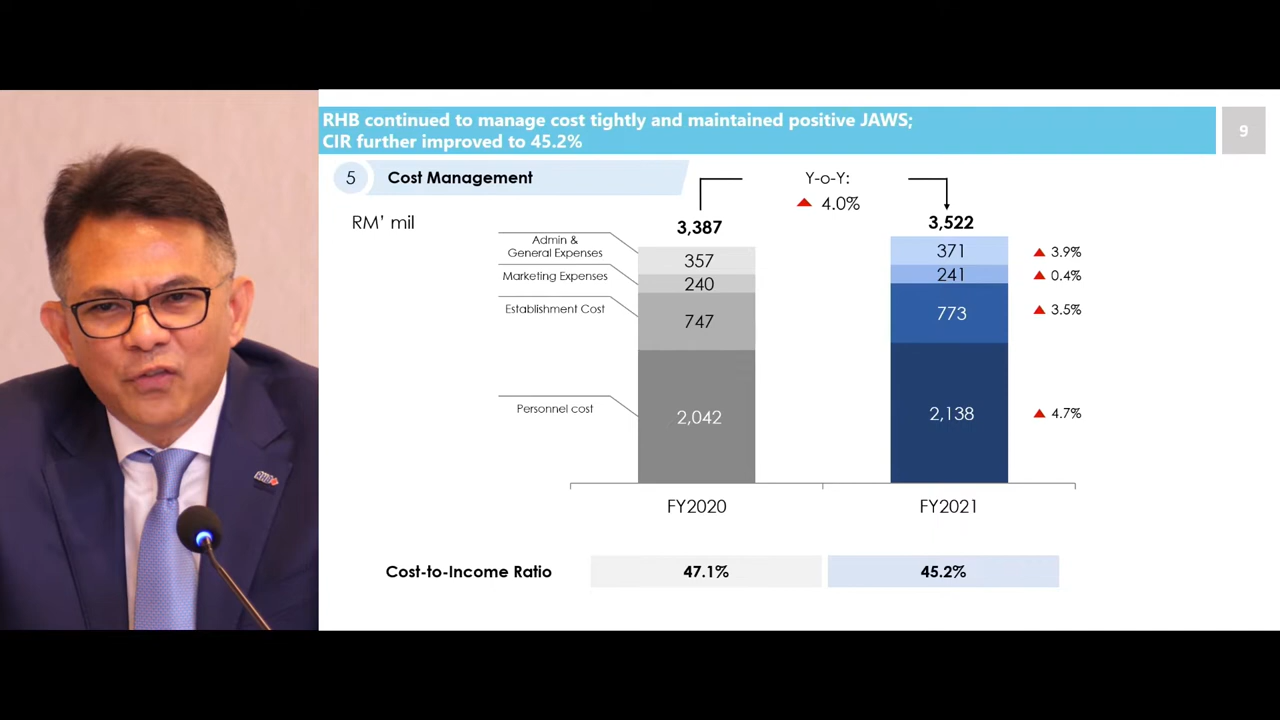 RHB continued to manage cost tightly and maintained positive JAWS;
CIR further improved to 45.2%
9
5
Cost Management
Y-o-Y:
4.0%
RM' mil
3,387
3,522
Admin &
General Expenses
357
371
3.9%
Marketing Expenses
240
241
0.4%
Establishment Cost
747
773
3.5%
Personnel cost
2,042
2,138
4.7%
FY2020
FY2021
Cost-to-Income Ratio
47.1%
45.2%
RHB